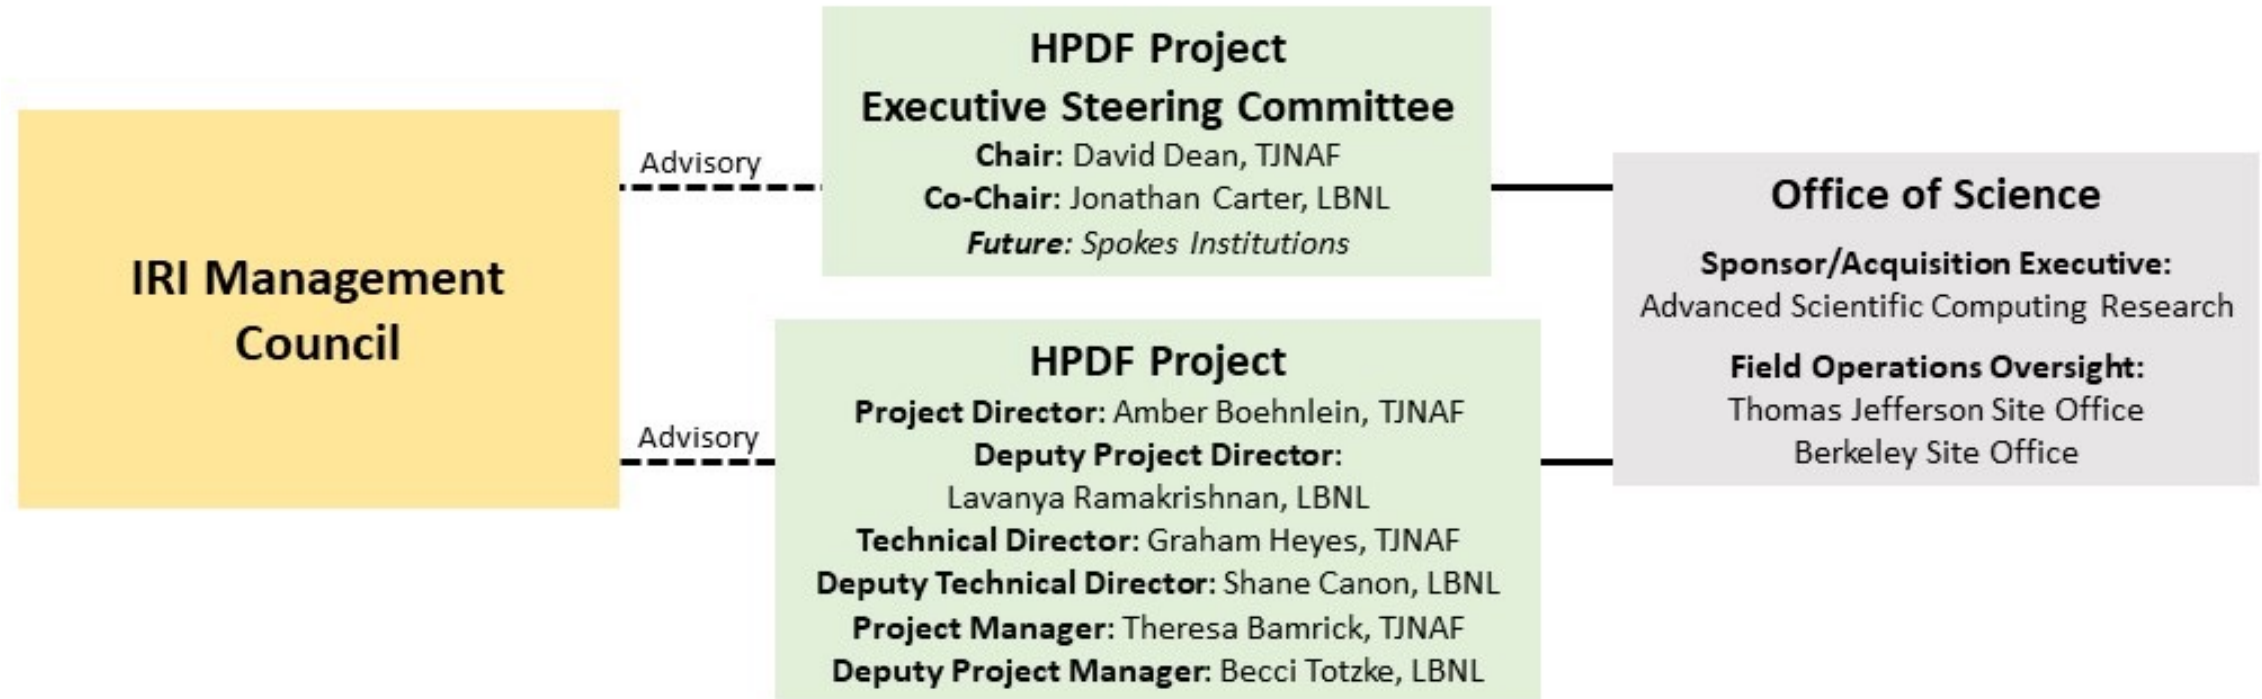 IRI Management
Council
Advisory
Advisory
HPDF Project
Executive Steering Committee
Chair: David Dean, TJNAF
Co-Chair: Jonathan Carter, LBNL
Future: Spokes Institutions
HPDF Project
Project Director: Amber Boehnlein, TJNAF
Deputy Project Director:
Lavanya Ramakrishnan, LBNL
Technical Director: Graham Heyes, TJNAF
Deputy Technical Director: Shane Canon, LBNL
Project Manager: Theresa Bamrick, TJNAF
Deputy Project Manager: Becci Totzke, LBNL
Office of Science
Sponsor/Acquisition Executive:
Advanced Scientific Computing Research
Field Operations Oversight:
Thomas Jefferson Site Office
Berkeley Site Office